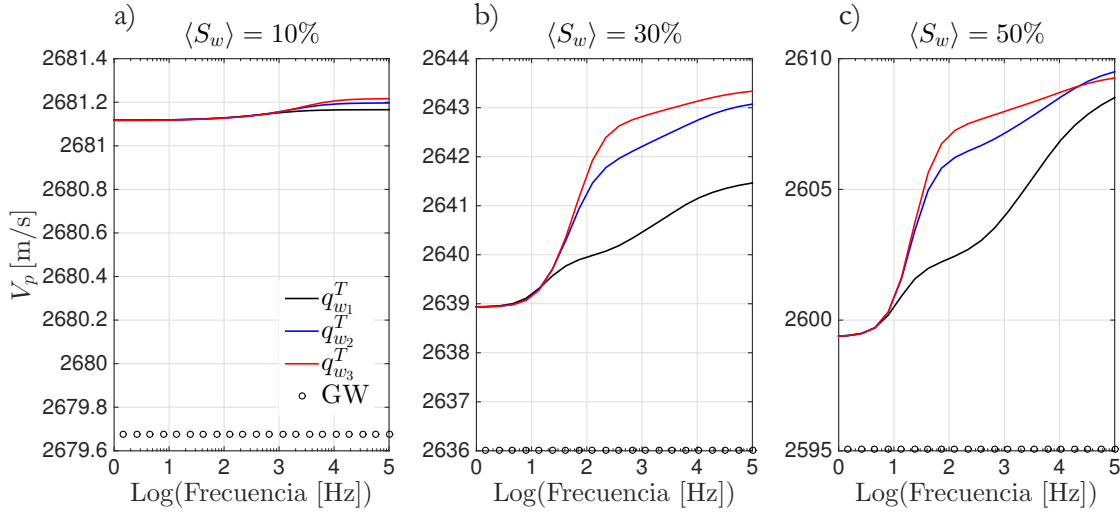 a)
⟨S_w⟩ = 10%
2681.4
2681.2
2681
2680.8
2680.6
2680.4
2680.2
2680
2679.8
2679.6
V_p [m/s]
q^T_{w_1}
q^T_{w_2}
q^T_{w_3}
GW
0 1 2 3 4 5
Log(Frecuencia [Hz])
b)
⟨S_w⟩ = 30%
2644
2643
2642
2641
2640
2639
2638
2637
2636
0 1 2 3 4 5
Log(Frecuencia [Hz])
c)
⟨S_w⟩ = 50%
2610
2605
2600
2595
0 1 2 3 4 5
Log(Frecuencia [Hz])